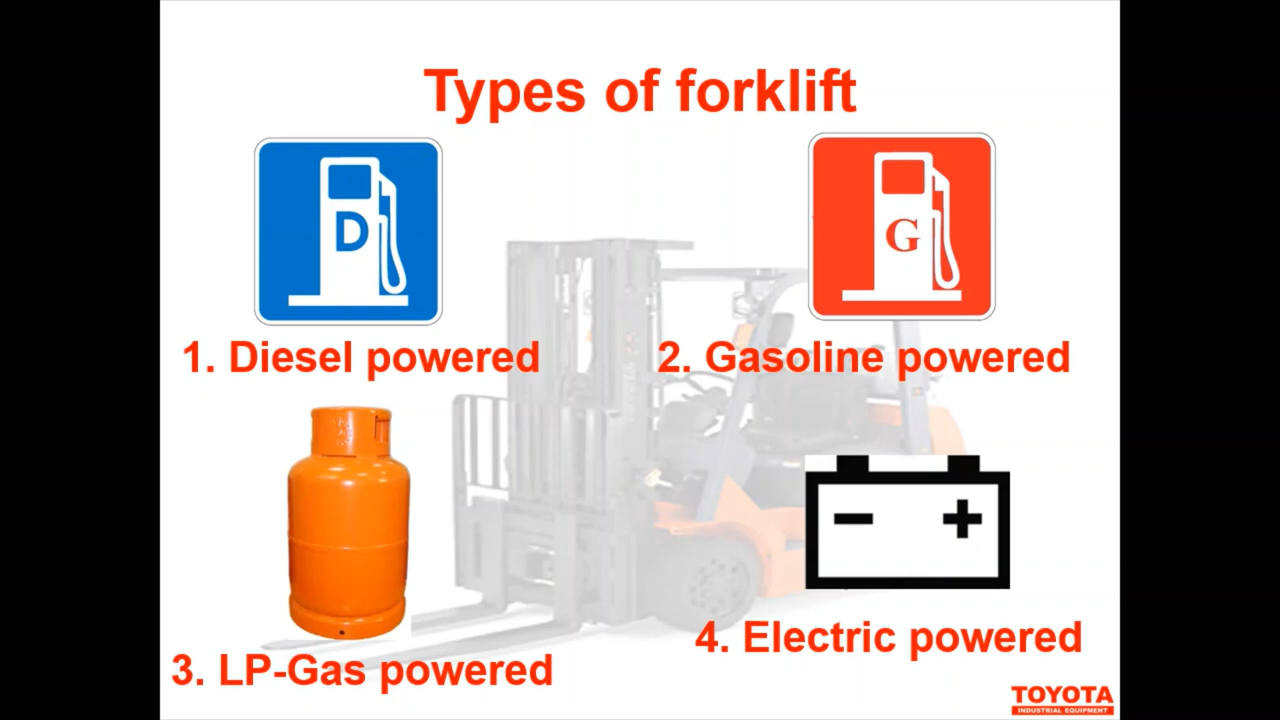 Types of forklift
D
G
1. Diesel powered
2. Gasoline powered
3. LP-Gas powered
4. Electric powered
TOYOTA
INDUSTRIAL EQUIPMENT